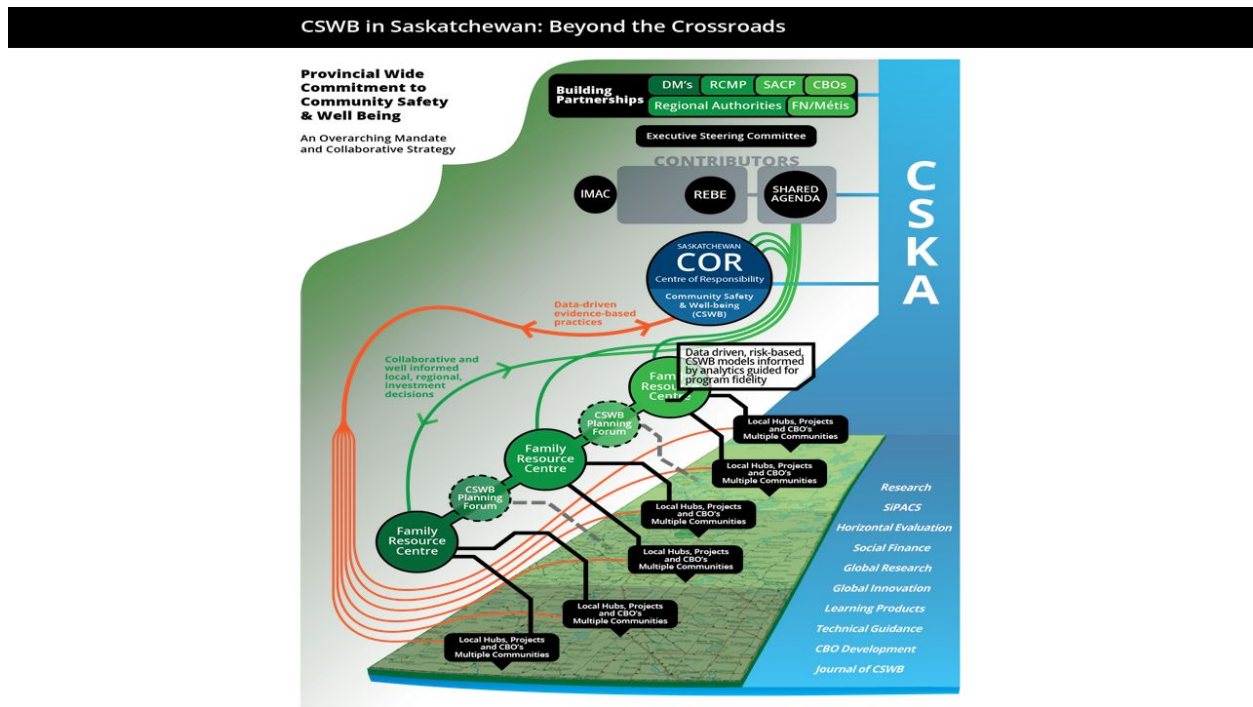 CSWB in Saskatchewan: Beyond the Crossroads
Provincial Wide
Commitment to
Community Safety
& Well Being
An Overarching Mandate
and Collaborative Strategy
Building
Partnerships
DM's
RCMP
SACP
CBOs
Regional Authorities
FN/Métis
Executive Steering Committee
CONTRIBUTORS
IMAC
REBE
SHARED
AGENDA
CSKA
SASKATCHEWAN
COR
Centre of Responsibility
Community Safety
& Well-being
(CSWB)
Data-driven
evidence-based
practices
Collaborative and
well informed
local, regional,
investment
decisions
Data driven, risk-based,
CSWB models informed
by analytics guided for
program fidelity
Family
Resource
Centre
CSWB
Planning
Forum
Family
Resource
Centre
CSWB
Planning
Forum
Family
Resource
Centre
Local Hubs, Projects
and CBO's
Multiple Communities
Local Hubs, Projects
and CBO's
Multiple Communities
Local Hubs, Projects
and CBO's
Multiple Communities
Local Hubs, Projects
and CBO's
Multiple Communities
Local Hubs, Projects
and CBO's
Multiple Communities
Local Hubs, Projects
and CBO's
Multiple Communities
Research
SiPACS
Horizontal Evaluation
Social Finance
Global Research
Global Innovation
Learning Products
Technical Guidance
CBO Development
Journal of CSWB